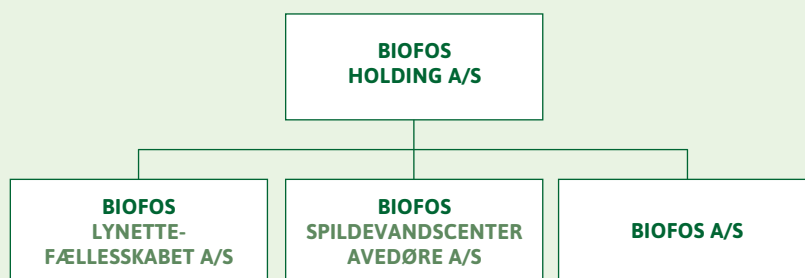 BIOFOS
HOLDING A/S
BIOFOS
LYNETTE-
FÆLLESSKABET A/S
BIOFOS
SPILDEVANDSCENTER
AVEDØRE A/S
BIOFOS A/S